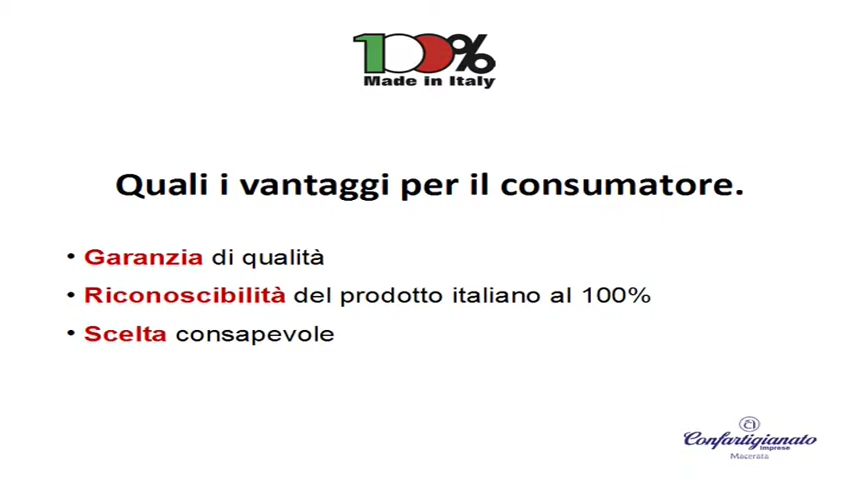 100%
Made in Italy
Quali i vantaggi per il consumatore.
• Garanzia di qualità
• Riconoscibilità del prodotto italiano al 100%
• Scelta consapevole
Confartigianato
imprese
Macerata